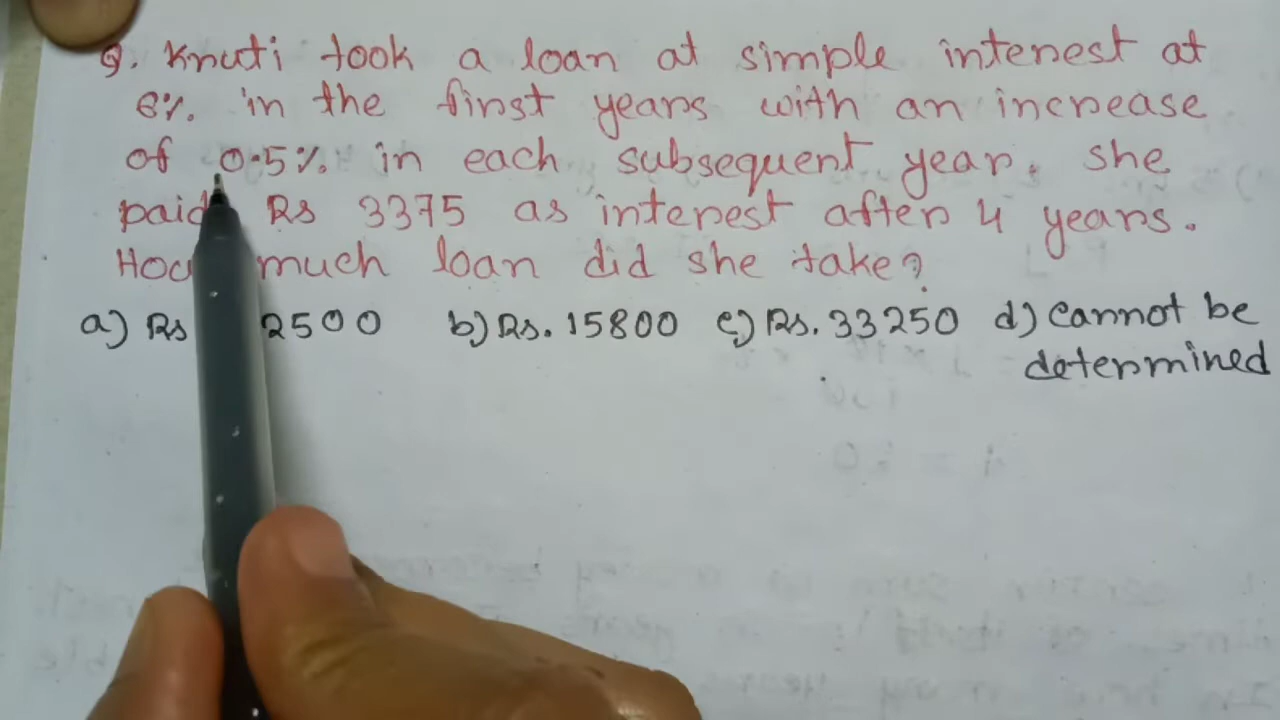 Q. Kruti took a loan at simple interest at
6%. in the first years with an increase
of 0.5%. in each subsequent year. she
paid Rs 3375 as interest after 4 years.
much loan did she take?
a) Rs 2500 b) Rs. 15800 c) Rs. 33250 d) cannot be
determined